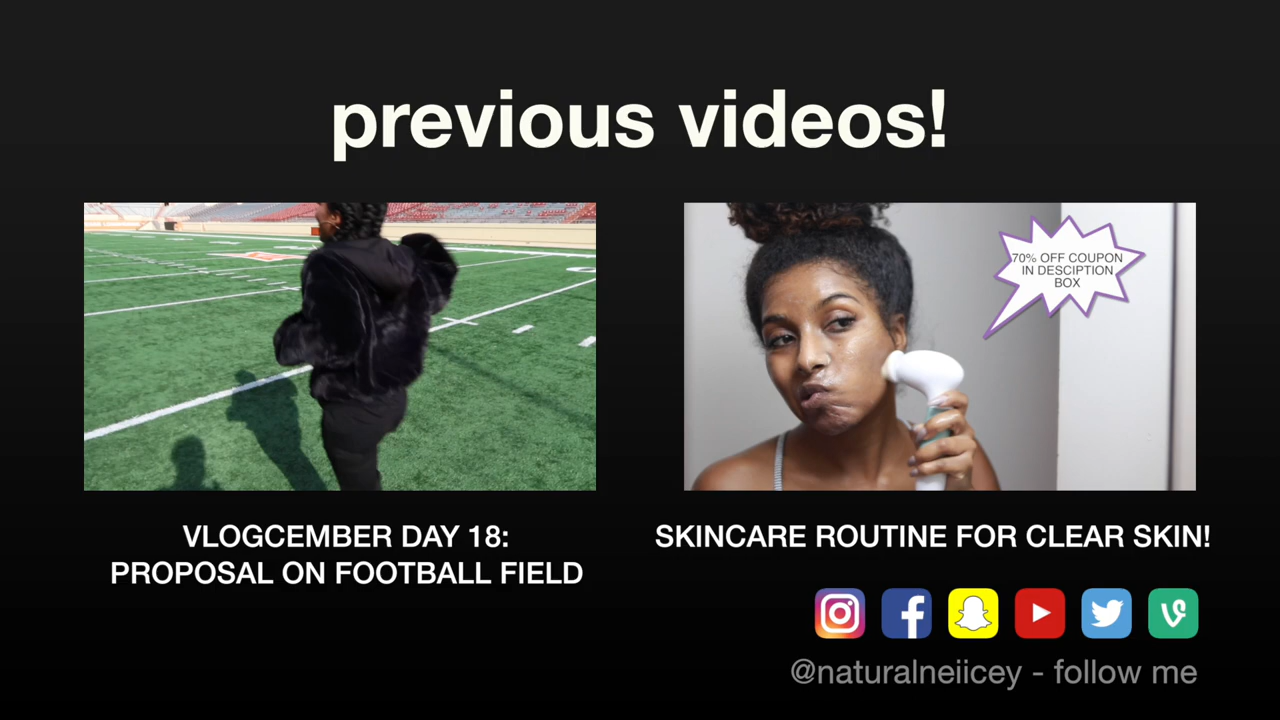 previous videos!
70% OFF COUPON
IN DESCIPTION
BOX
VLOGCEMBER DAY 18:
PROPOSAL ON FOOTBALL FIELD
SKINCARE ROUTINE FOR CLEAR SKIN!
@naturalneiicey - follow me